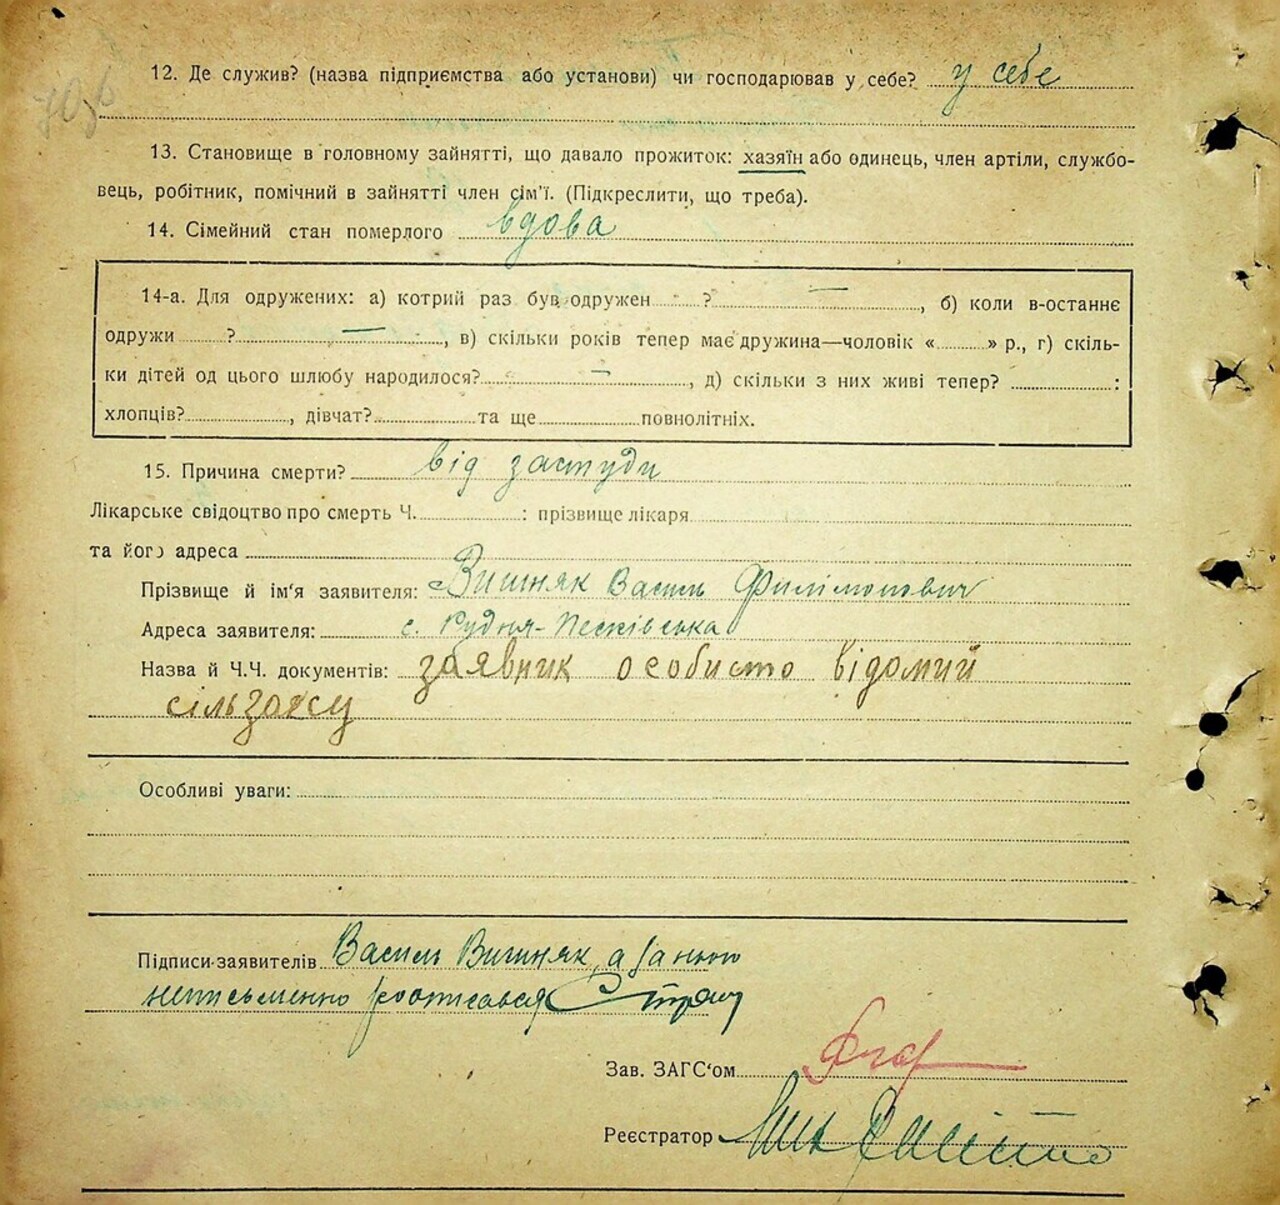 12. Де служив? (назва підприємства або установи) чи господарював у себе? у себе
13. Становище в головному зайнятті, що давало прожиток: хазяїн або одинець, член артіли, службо-
вець, робітник, помічний в зайнятті член сім'ї. (Підкреслити, що треба).
14. Сімейний стан померлого вдова
14-а. Для одружених: а) котрий раз був одружен ? —, б) коли в-останнє
одружи ? —, в) скільки років тепер має дружина—чоловік « » р., г) скіль-
ки дітей од цього шлюбу народилося? —, д) скільки з них живі тепер? :
хлопців? , дівчат? та ще повнолітніх.
15. Причина смерти? від застуди
Лікарське свідоцтво про смерть Ч. : прізвище лікаря
та його адреса
Прізвище й ім'я заявителя: Вишняк Василь Филімонович
Адреса заявителя: с. Рудня-Песківська
Назва й Ч.Ч. документів: заявник особисто відомий
сільзагсу
Особливі уваги:
Підписи заявителів Василь Вишняк, а за нього
неписьменно розписався
Зав. ЗАГС'ом
Реєстратор